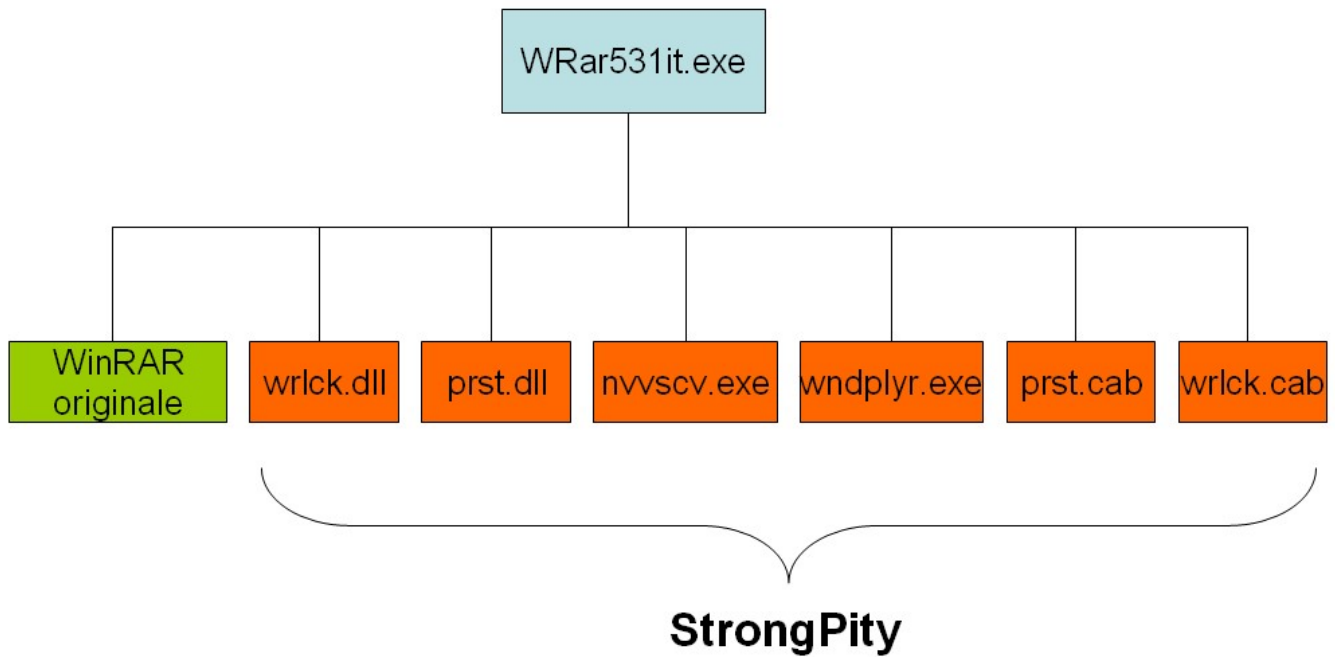 WRar531it.exe
WinRAR
originale
wrlck.dll
prst.dll
nvvscv.exe
wndplyr.exe
prst.cab
wrlck.cab
StrongPity